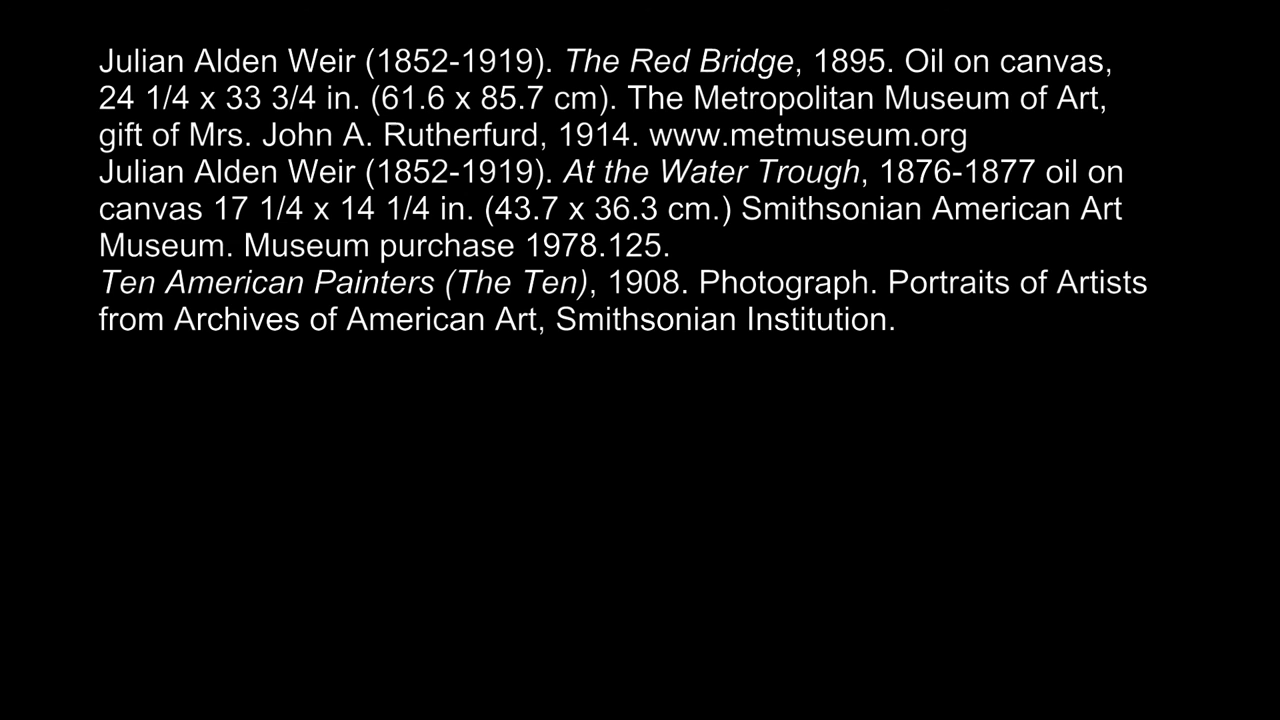 Julian Alden Weir (1852-1919). The Red Bridge, 1895. Oil on canvas,
24 1/4 x 33 3/4 in. (61.6 x 85.7 cm). The Metropolitan Museum of Art,
gift of Mrs. John A. Rutherfurd, 1914. www.metmuseum.org
Julian Alden Weir (1852-1919). At the Water Trough, 1876-1877 oil on
canvas 17 1/4 x 14 1/4 in. (43.7 x 36.3 cm.) Smithsonian American Art
Museum. Museum purchase 1978.125.
Ten American Painters (The Ten), 1908. Photograph. Portraits of Artists
from Archives of American Art, Smithsonian Institution.